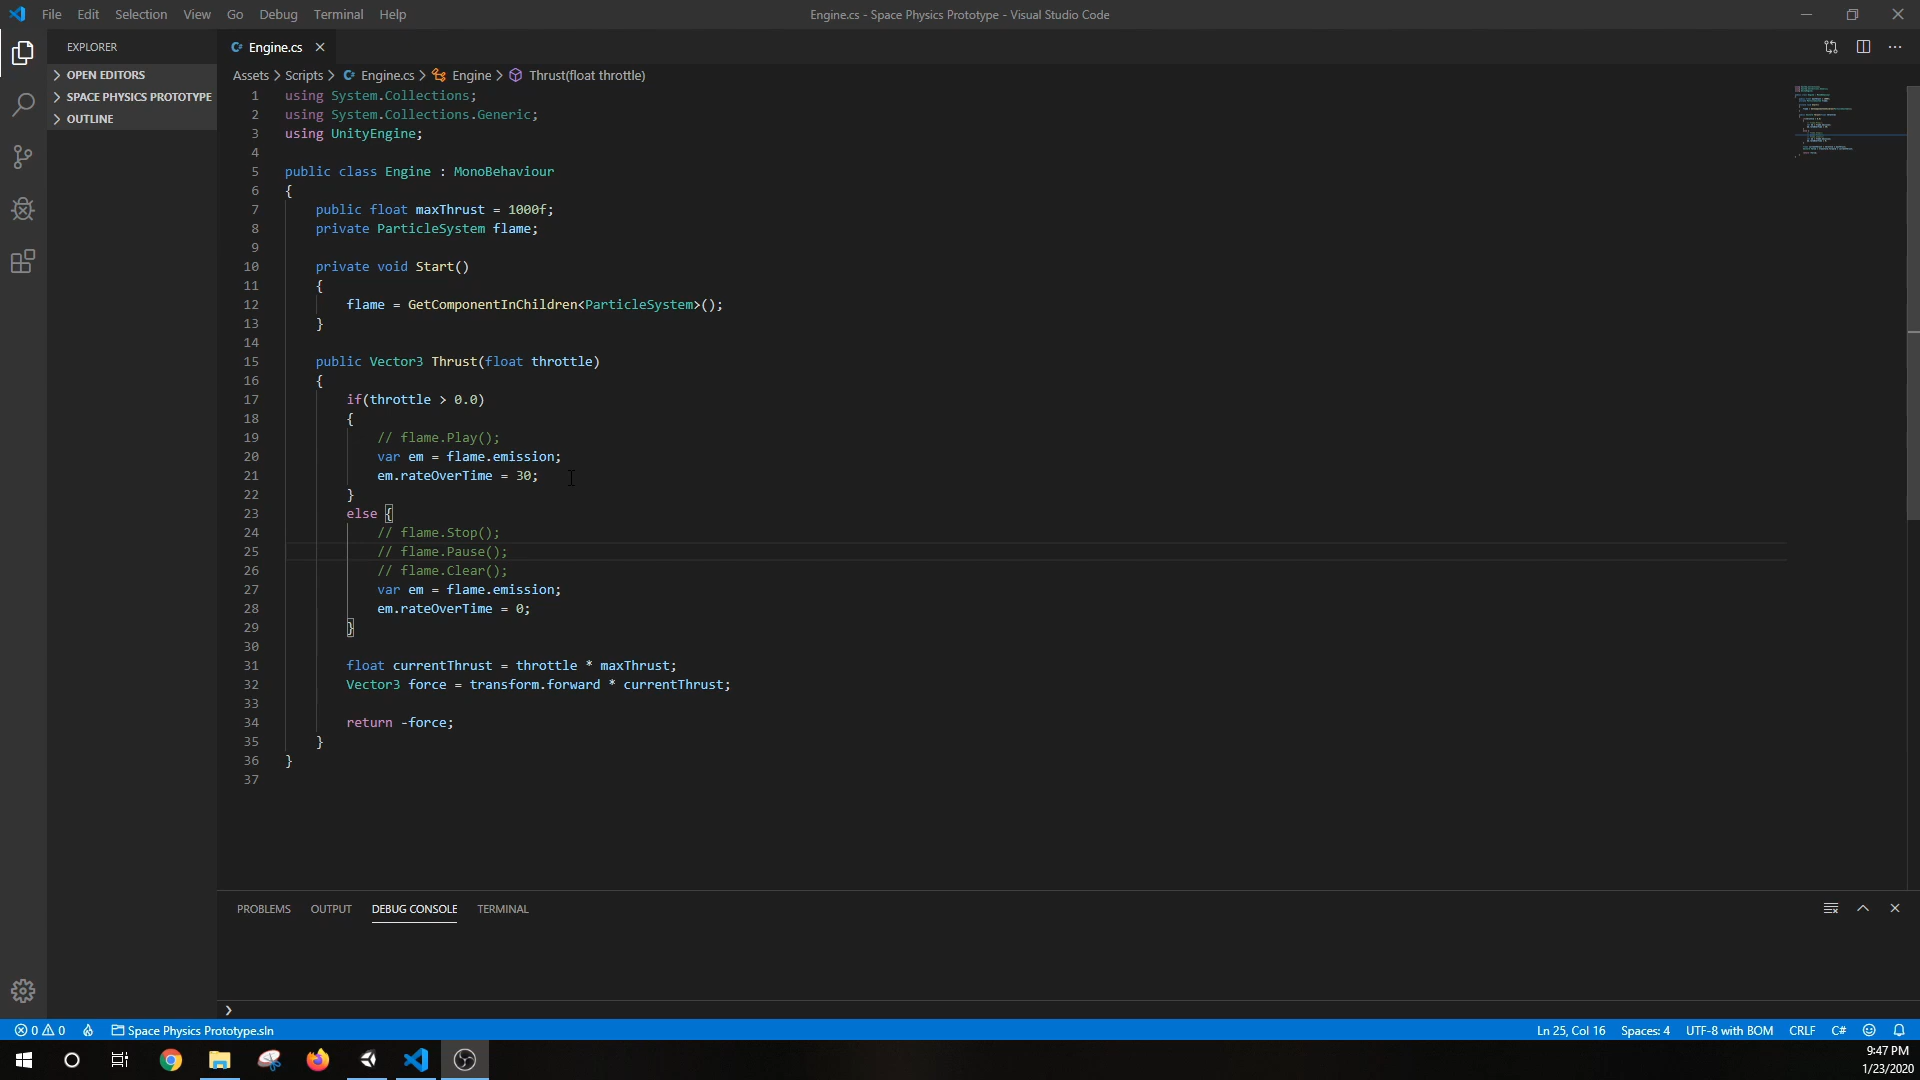 File Edit Selection View Go Debug Terminal Help
Engine.cs - Space Physics Prototype - Visual Studio Code
EXPLORER
OPEN EDITORS
SPACE PHYSICS PROTOTYPE
OUTLINE
Engine.cs
Assets > Scripts > Engine.cs > Engine > Thrust(float throttle)
1 using System.Collections;
2 using System.Collections.Generic;
3 using UnityEngine;
4
5 public class Engine : MonoBehaviour
6 {
7 public float maxThrust = 1000f;
8 private ParticleSystem flame;
9
10 private void Start()
11 {
12 flame = GetComponentInChildren<ParticleSystem>();
13 }
14
15 public Vector3 Thrust(float throttle)
16 {
17 if(throttle > 0.0)
18 {
19 // flame.Play();
20 var em = flame.emission;
21 em.rateOverTime = 30;
22 }
23 else {
24 // flame.Stop();
25 // flame.Pause();
26 // flame.Clear();
27 var em = flame.emission;
28 em.rateOverTime = 0;
29 }
30
31 float currentThrust = throttle * maxThrust;
32 Vector3 force = transform.forward * currentThrust;
33
34 return -force;
35 }
36 }
37
PROBLEMS OUTPUT DEBUG CONSOLE TERMINAL
0 0 Space Physics Prototype.sln
Ln 25, Col 16 Spaces: 4 UTF-8 with BOM CRLF C#
9:47 PM
1/23/2020